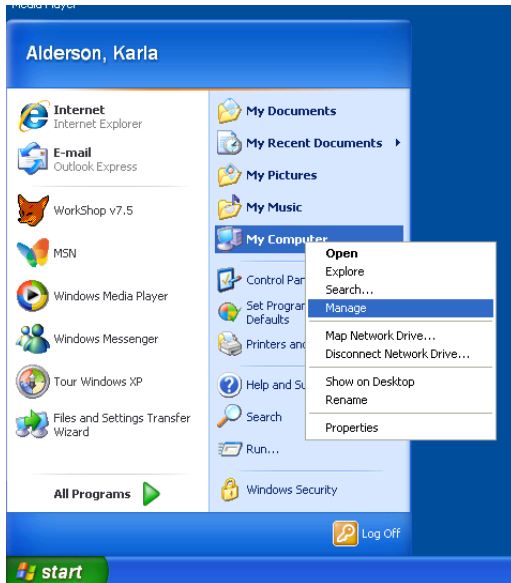 Media Player
Alderson, Karla
Internet
Internet Explorer
E-mail
Outlook Express
WorkShop v7.5
MSN
Windows Media Player
Windows Messenger
Tour Windows XP
Files and Settings Transfer
Wizard
All Programs
My Documents
My Recent Documents
My Pictures
My Music
My Computer
Control Pan
Set Program
Defaults
Printers and
Help and Su
Search
Run...
Windows Security
Open
Explore
Search...
Manage
Map Network Drive...
Disconnect Network Drive...
Show on Desktop
Rename
Properties
Log Off
start